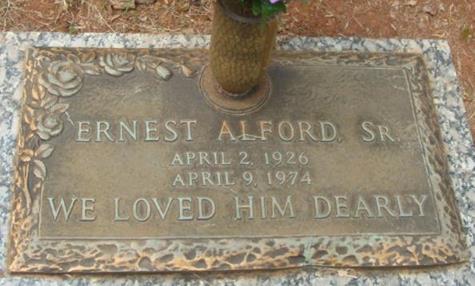 ERNEST ALFORD, SR.
APRIL 2, 1926
APRIL 9, 1974
WE LOVED HIM DEARLY